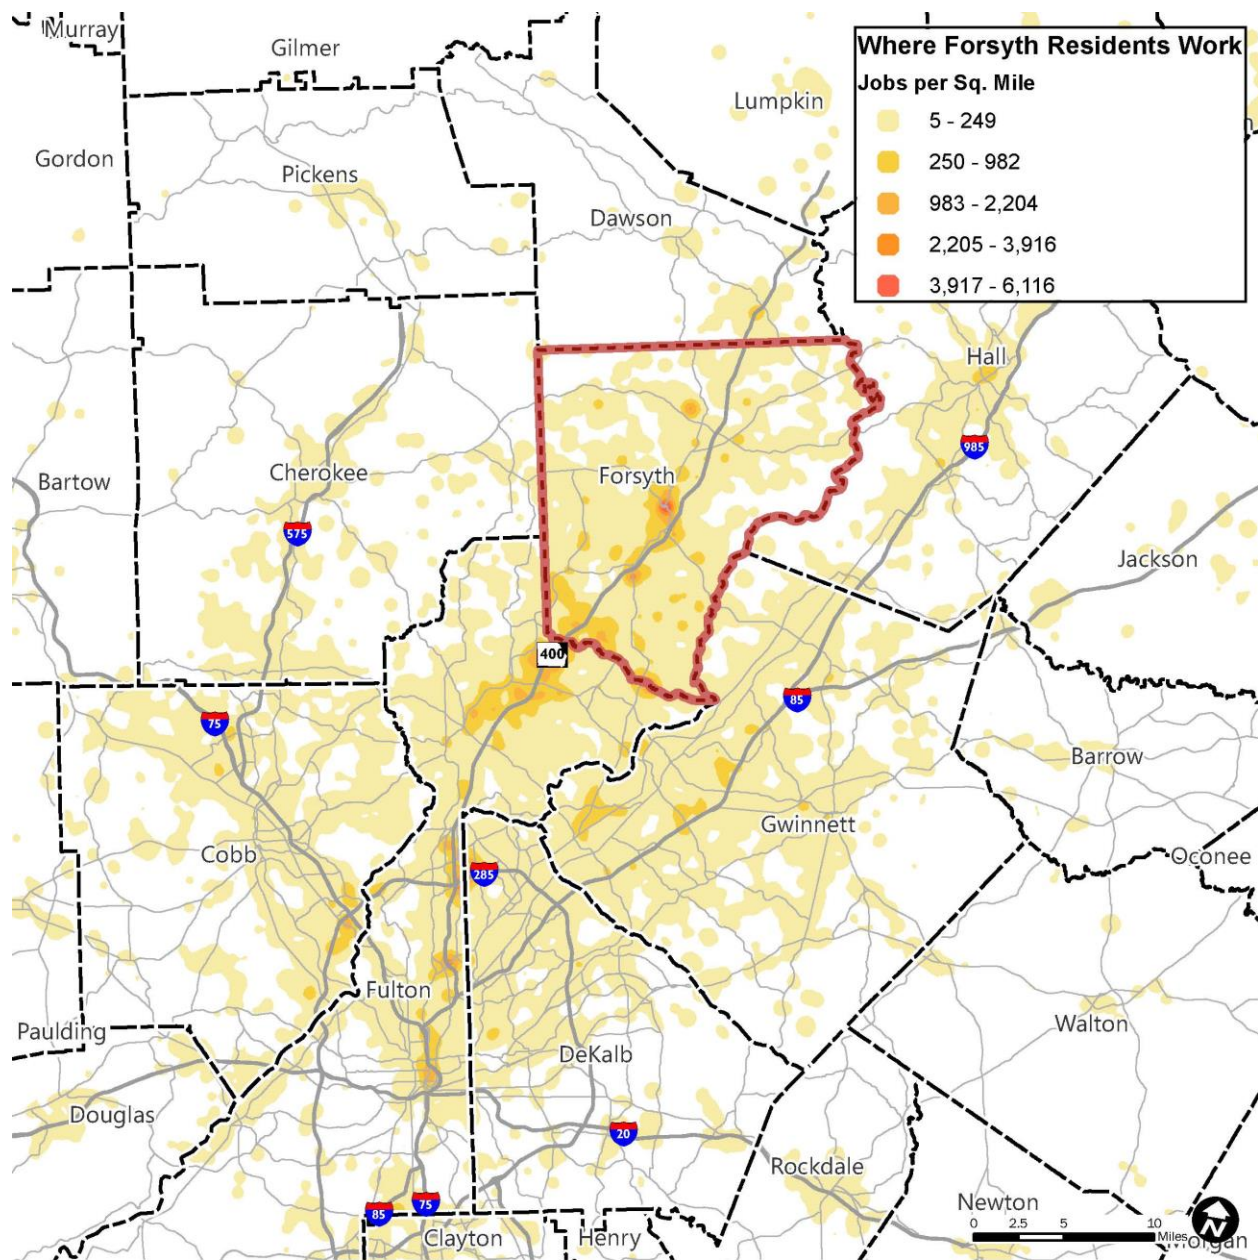 Murray
Gilmer
Where Forsyth Residents Work
Jobs per Sq. Mile
5 - 249
250 - 982
983 - 2,204
2,205 - 3,916
3,917 - 6,116
Lumpkin
Gordon
Pickens
Dawson
Hall
985
Bartow
Cherokee
Forsyth
575
Jackson
400
75
85
Barrow
Gwinnett
Cobb
Oconee
285
Fulton
Paulding
DeKalb
Walton
Douglas
20
Rockdale
85
75
Clayton
Henry
Newton
0 2.5 5 10
Miles
N
Morgan